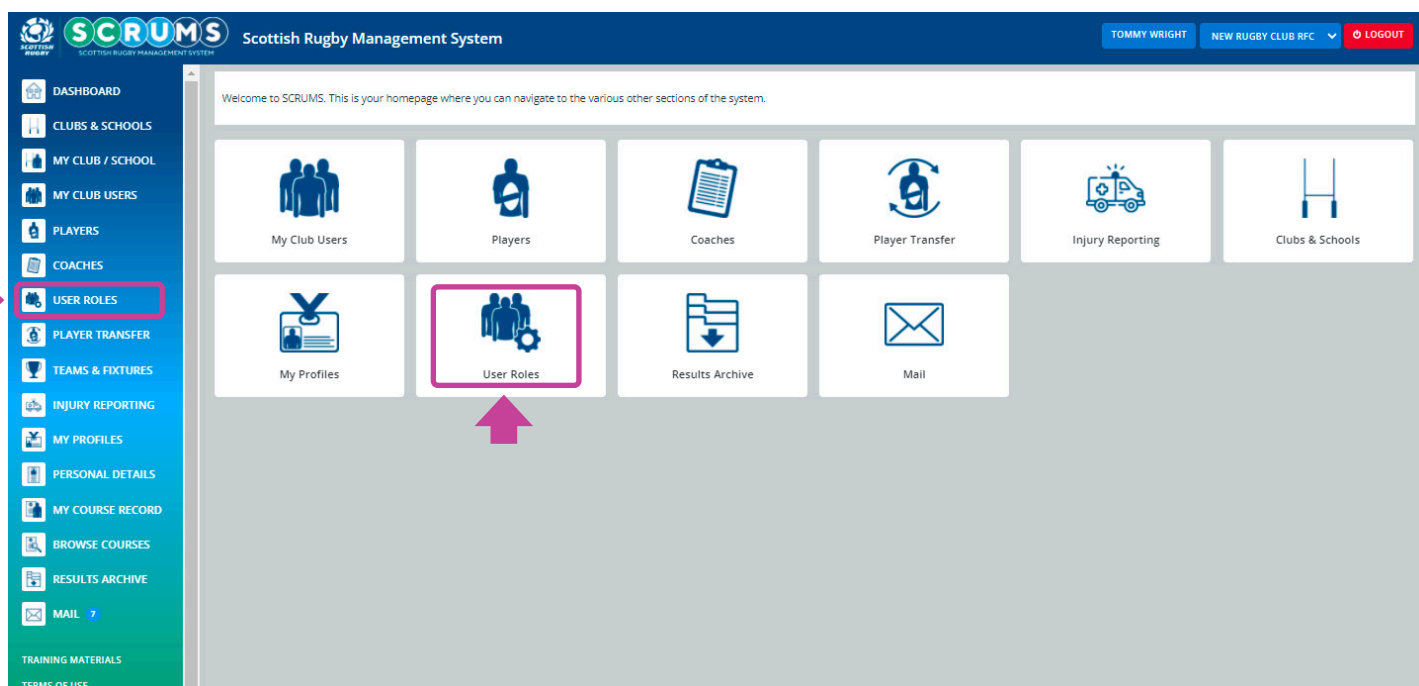 SCOTTISH RUGBY
SCRUMS
SCOTTISH RUGBY MANAGEMENT SYSTEM
Scottish Rugby Management System
TOMMY WRIGHT
NEW RUGBY CLUB RFC
LOGOUT
DASHBOARD
CLUBS & SCHOOLS
MY CLUB / SCHOOL
MY CLUB USERS
PLAYERS
COACHES
USER ROLES
PLAYER TRANSFER
TEAMS & FIXTURES
INJURY REPORTING
MY PROFILES
PERSONAL DETAILS
MY COURSE RECORD
BROWSE COURSES
RESULTS ARCHIVE
MAIL 7
TRAINING MATERIALS
TERMS OF USE
Welcome to SCRUMS. This is your homepage where you can navigate to the various other sections of the system.
My Club Users
Players
Coaches
Player Transfer
Injury Reporting
Clubs & Schools
My Profiles
User Roles
Results Archive
Mail